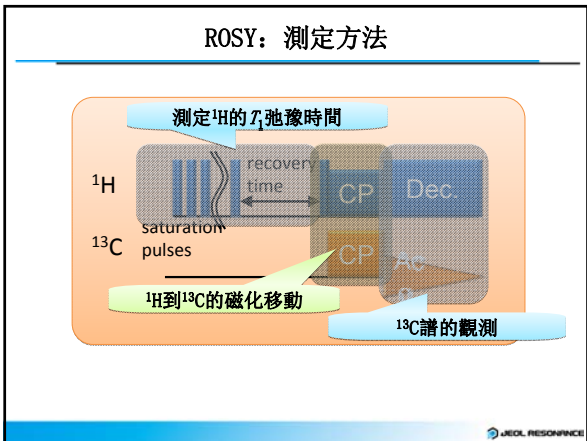 ROSY：測定方法
測定¹H的T₁弛豫時間
recovery
time
¹H
CP
Dec.
saturation
pulses
¹³C
CP
¹H到¹³C的磁化移動
¹³C譜的觀測
JEOL RESONANCE